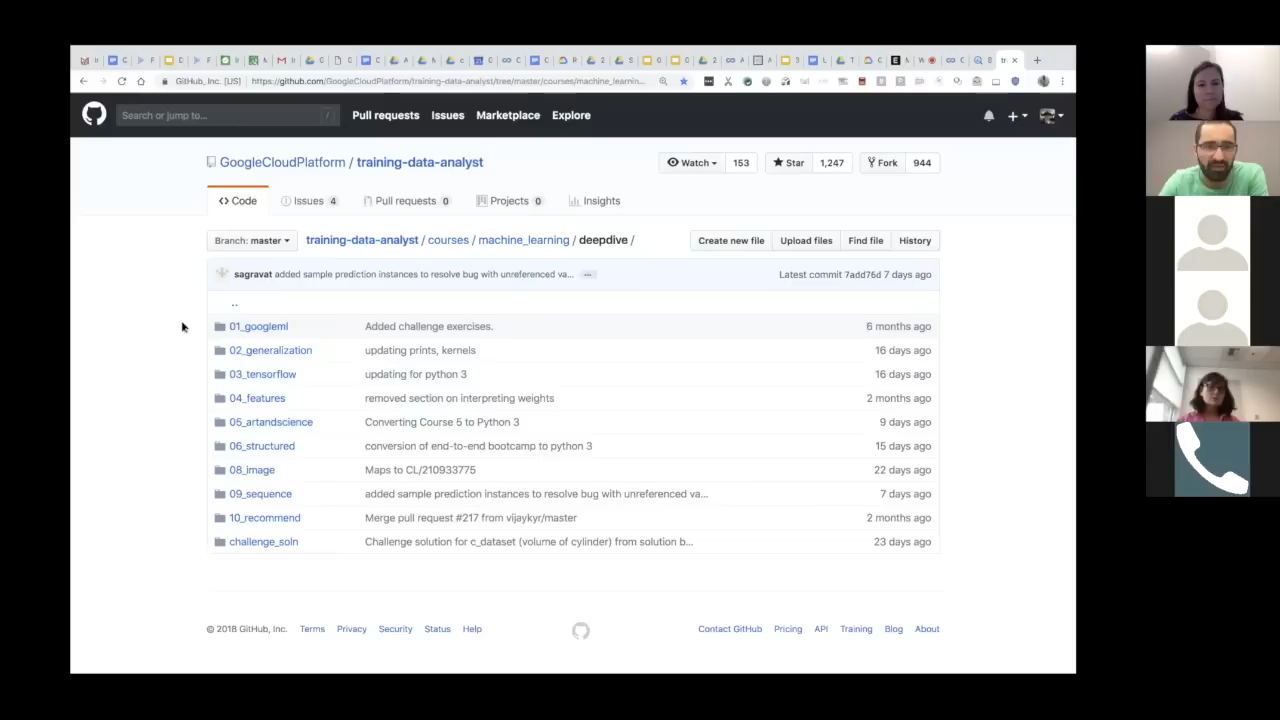 GitHub, Inc. [US] https://github.com/GoogleCloudPlatform/training-data-analyst/tree/master/courses/machine_learnin...
Search or jump to... / Pull requests Issues Marketplace Explore
GoogleCloudPlatform / training-data-analyst Watch 153 Star 1,247 Fork 944
Code Issues 4 Pull requests 0 Projects 0 Insights
Branch: master training-data-analyst / courses / machine_learning / deepdive / Create new file Upload files Find file History
sagravat added sample prediction instances to resolve bug with unreferenced va... ... Latest commit 7add76d 7 days ago
..
01_googleml Added challenge exercises. 6 months ago
02_generalization updating prints, kernels 16 days ago
03_tensorflow updating for python 3 16 days ago
04_features removed section on interpreting weights 2 months ago
05_artandscience Converting Course 5 to Python 3 9 days ago
06_structured conversion of end-to-end bootcamp to python 3 15 days ago
08_image Maps to CL/210933775 22 days ago
09_sequence added sample prediction instances to resolve bug with unreferenced va... 7 days ago
10_recommend Merge pull request #217 from vijaykyr/master 2 months ago
challenge_soln Challenge solution for c_dataset (volume of cylinder) from solution b... 23 days ago
© 2018 GitHub, Inc. Terms Privacy Security Status Help Contact GitHub Pricing API Training Blog About